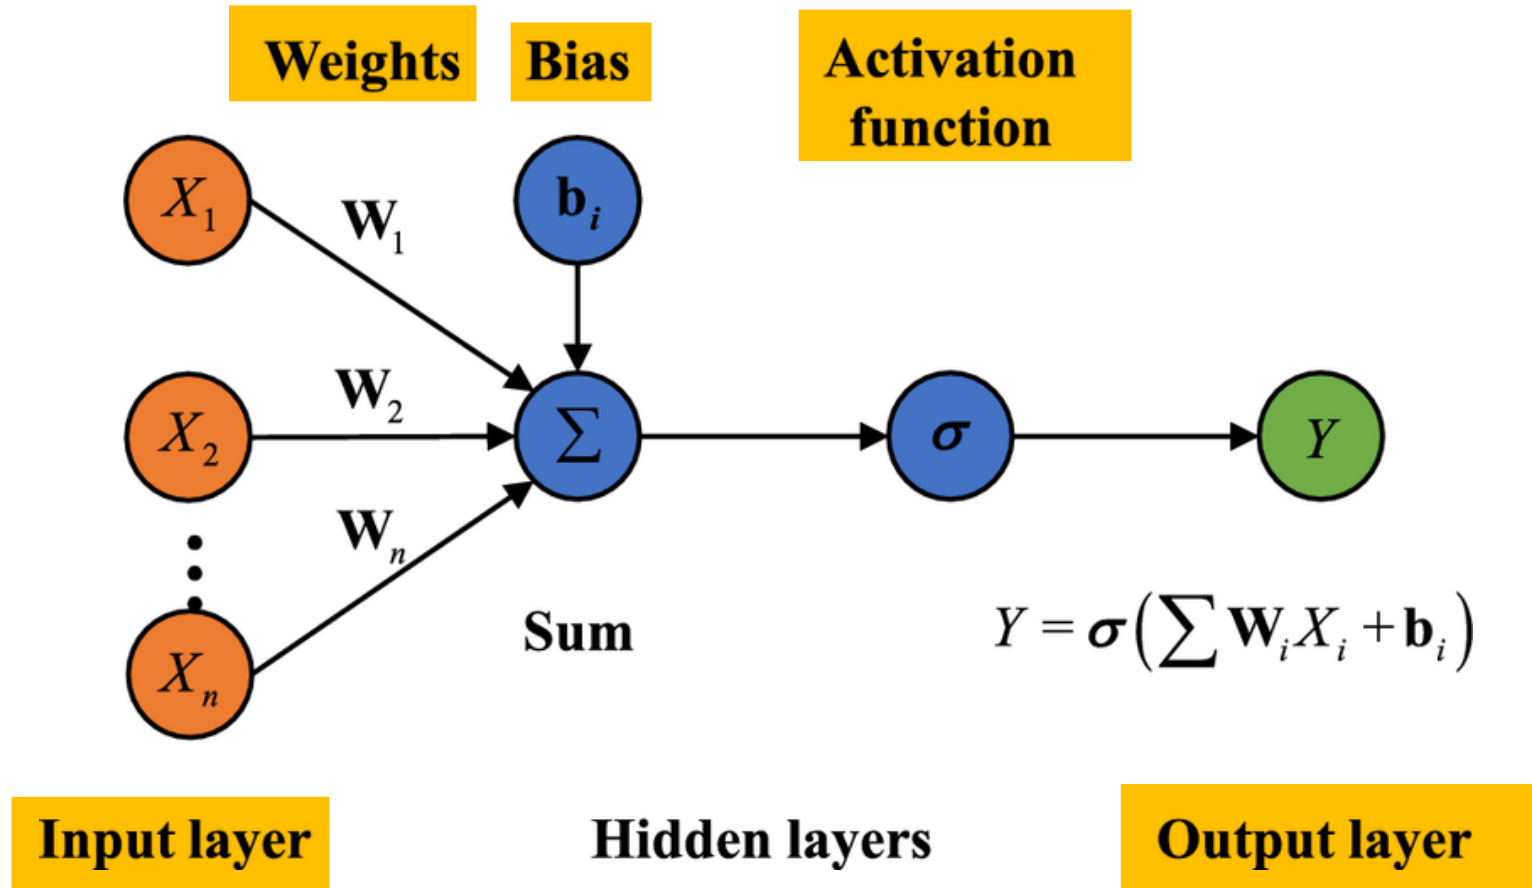 Weights
Bias
Activation
function
X₁
W₁
bᵢ
X₂
W₂
∑
σ
Y
Wₙ
Xₙ
Sum
Y = σ(∑ WᵢXᵢ + bᵢ)
Input layer
Hidden layers
Output layer